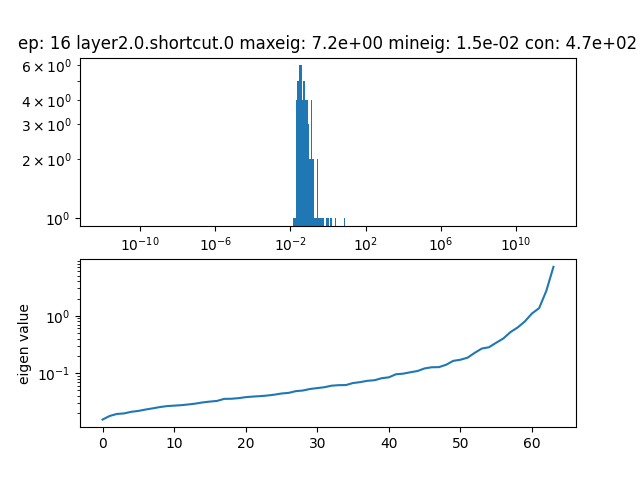 ep: 16 layer2.0.shortcut.0 maxeig: 7.2e+00 mineig: 1.5e-02 con: 4.7e+02
6 × 10⁰
4 × 10⁰
3 × 10⁰
2 × 10⁰
10⁰
10⁻¹⁰ 10⁻⁶ 10⁻² 10² 10⁶ 10¹⁰
eigen value
10⁰
10⁻¹
0 10 20 30 40 50 60